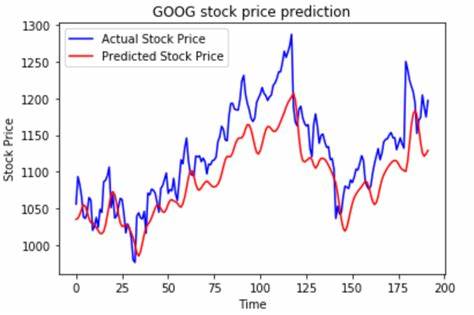 GOOG stock price prediction
Actual Stock Price
Predicted Stock Price
Stock Price
1300
1250
1200
1150
1100
1050
1000
0 25 50 75 100 125 150 175 200
Time